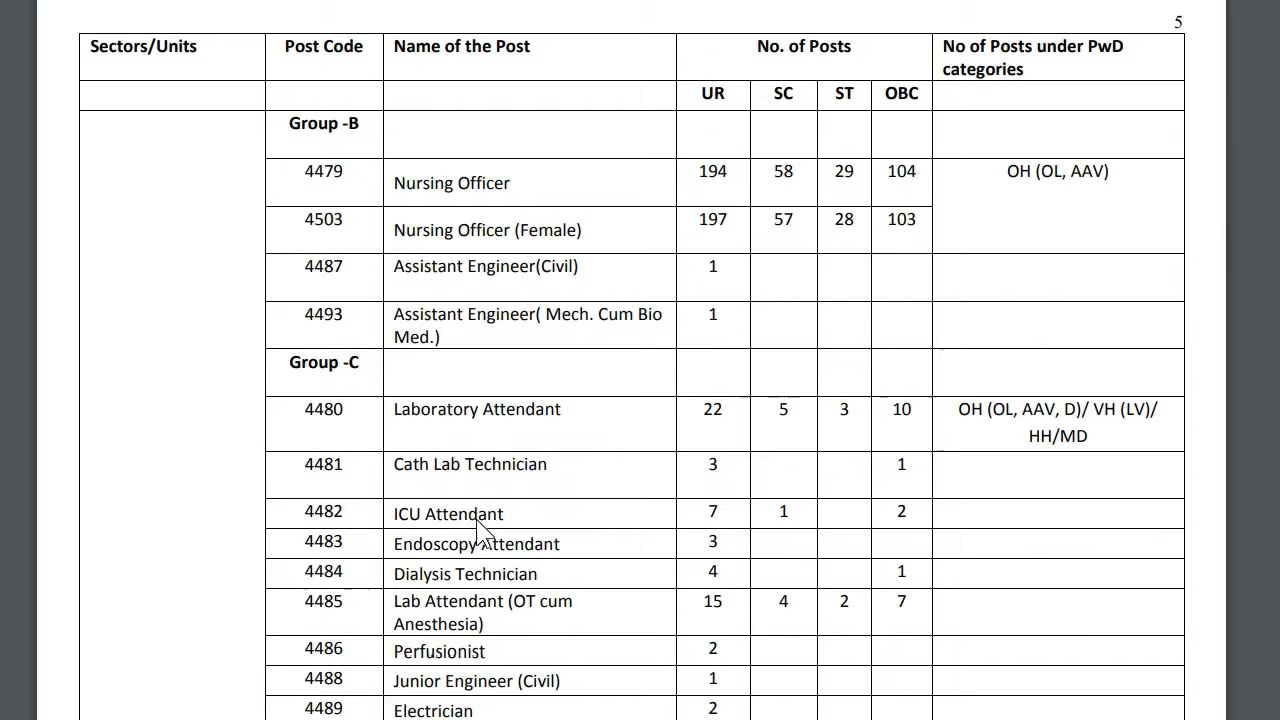 5
Sectors/Units Post Code Name of the Post No. of Posts No of Posts under PwD
categories
UR SC ST OBC
Group -B
4479 Nursing Officer 194 58 29 104 OH (OL, AAV)
4503 Nursing Officer (Female) 197 57 28 103
4487 Assistant Engineer(Civil) 1
4493 Assistant Engineer( Mech. Cum Bio 1
Med.)
Group -C
4480 Laboratory Attendant 22 5 3 10 OH (OL, AAV, D)/ VH (LV)/
HH/MD
4481 Cath Lab Technician 3 1
4482 ICU Attendant 7 1 2
4483 Endoscopy Attendant 3
4484 Dialysis Technician 4 1
4485 Lab Attendant (OT cum 15 4 2 7
Anesthesia)
4486 Perfusionist 2
4488 Junior Engineer (Civil) 1
4489 Electrician 2